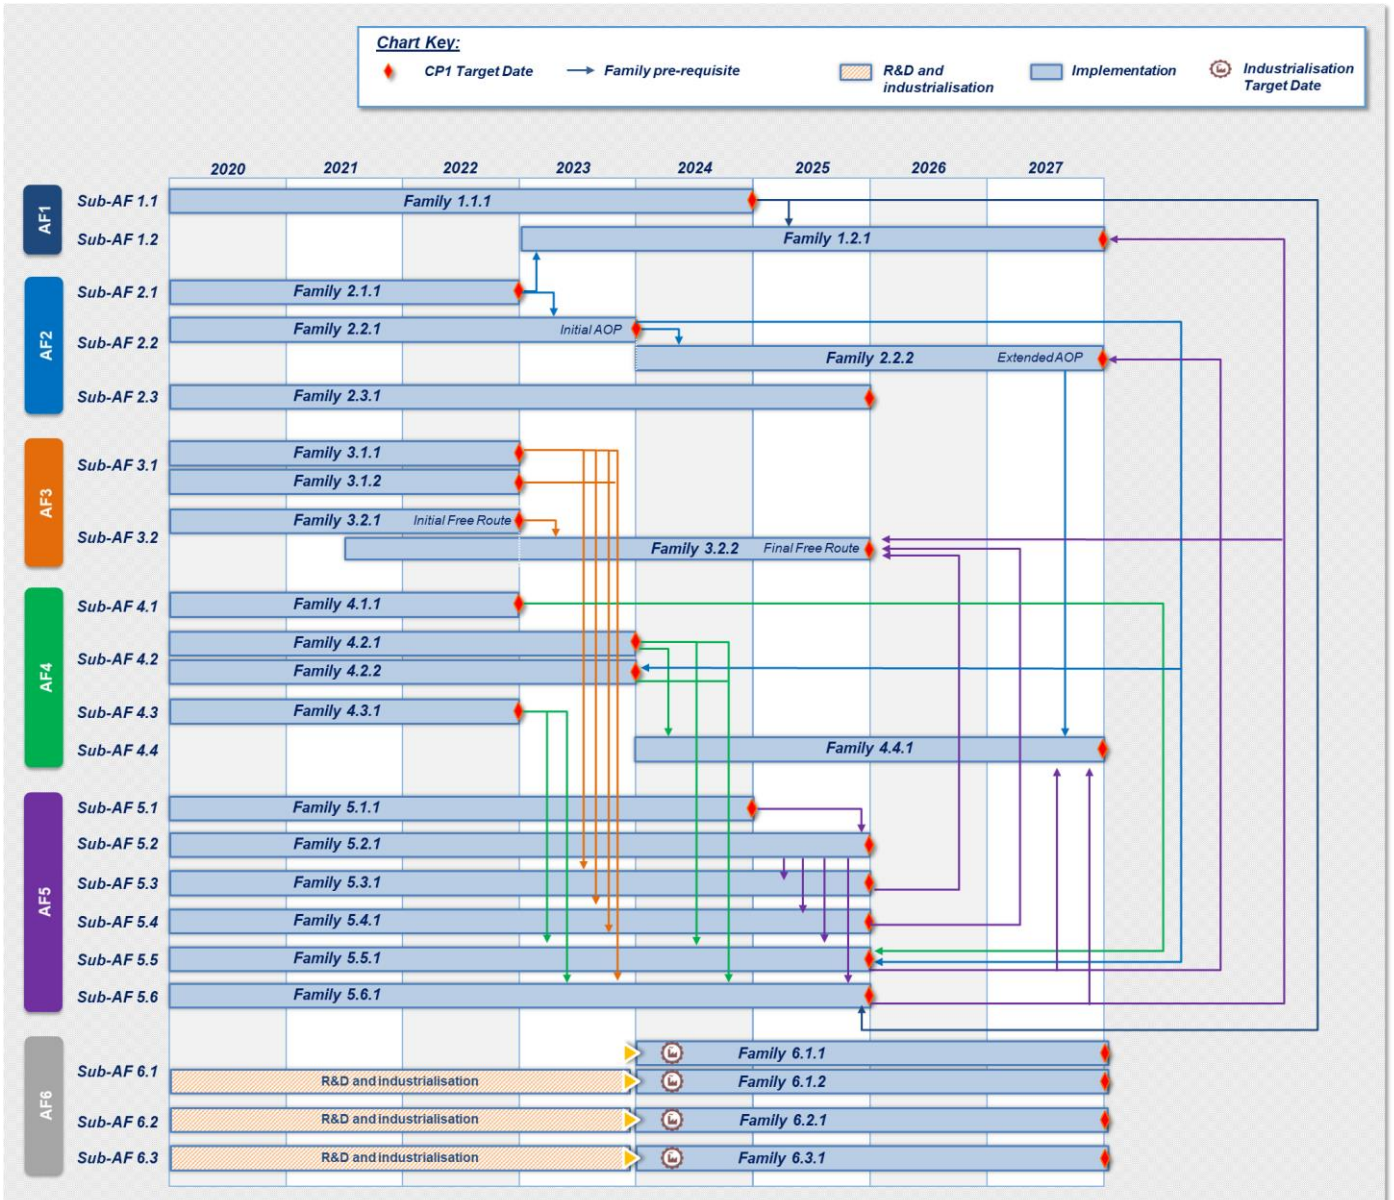 Chart Key:
CP1 Target Date
Family pre-requisite
R&D and
industrialisation
Implementation
Industrialisation
Target Date
2020 2021 2022 2023 2024 2025 2026 2027
AF1
Sub-AF 1.1
Family 1.1.1
Sub-AF 1.2
Family 1.2.1
AF2
Sub-AF 2.1
Family 2.1.1
Sub-AF 2.2
Family 2.2.1 Initial AOP
Family 2.2.2 Extended AOP
Sub-AF 2.3
Family 2.3.1
AF3
Sub-AF 3.1
Family 3.1.1
Family 3.1.2
Sub-AF 3.2
Family 3.2.1 Initial Free Route
Family 3.2.2 Final Free Route
AF4
Sub-AF 4.1
Family 4.1.1
Sub-AF 4.2
Family 4.2.1
Family 4.2.2
Sub-AF 4.3
Family 4.3.1
Sub-AF 4.4
Family 4.4.1
AF5
Sub-AF 5.1
Family 5.1.1
Sub-AF 5.2
Family 5.2.1
Sub-AF 5.3
Family 5.3.1
Sub-AF 5.4
Family 5.4.1
Sub-AF 5.5
Family 5.5.1
Sub-AF 5.6
Family 5.6.1
AF6
Sub-AF 6.1
Family 6.1.1
R&D and industrialisation
Family 6.1.2
Sub-AF 6.2
R&D and industrialisation
Family 6.2.1
Sub-AF 6.3
R&D and industrialisation
Family 6.3.1